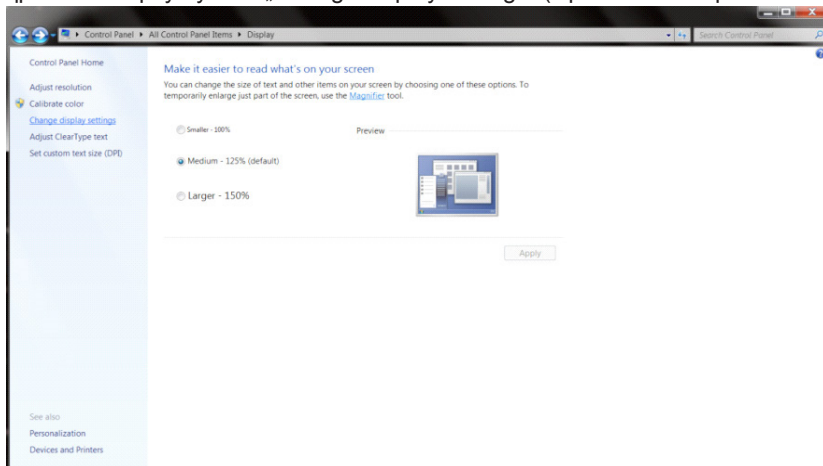 Control Panel ▸ All Control Panel Items ▸ Display
Search Control Panel
Control Panel Home
Adjust resolution
Calibrate color
Change display settings
Adjust ClearType text
Set custom text size (DPI)
Make it easier to read what's on your screen
You can change the size of text and other items on your screen by choosing one of these options. To
temporarily enlarge just part of the screen, use the Magnifier tool.
Smaller - 100%
Preview
Medium - 125% (default)
Larger - 150%
Apply
See also
Personalization
Devices and Printers